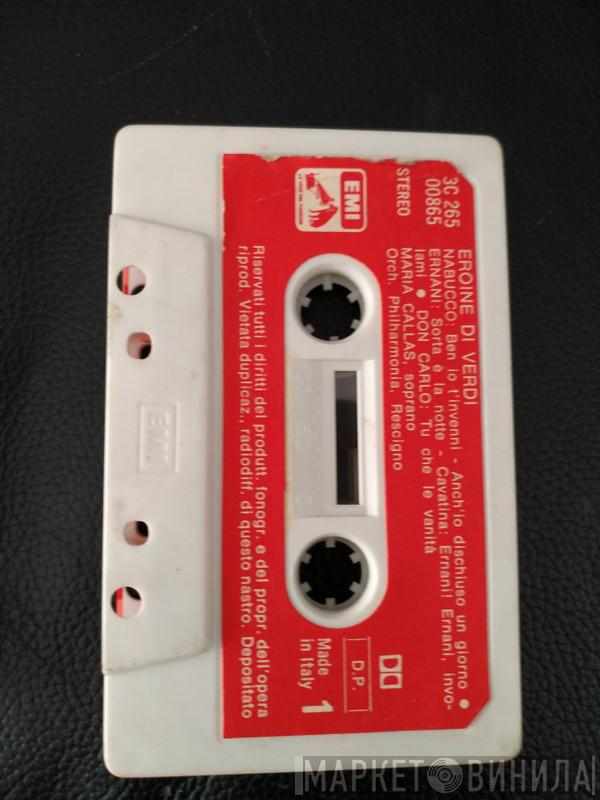 3C 265
00865
STEREO
EMI
EROINE DI VERDI
NABUCCO: Ben io t'invenni - Anch'io dischiuso un giorno ●
ERNANI: Sorta è la notte - Cavatina: Ernani! Ernani, invo-
lami ● DON CARLO: Tu che le vanità
MARIA CALLAS, soprano
Orch. Philharmonia, Rescigno
D.P.
1
Made
in Italy
Riservati tutti i diritti del produtt. fonogr. e del propr. dell'opera
riprod. Vietata duplicaz., radiodiff. di questo nastro. Depositato
EMI
МАРКЕТ ВИНИЛА